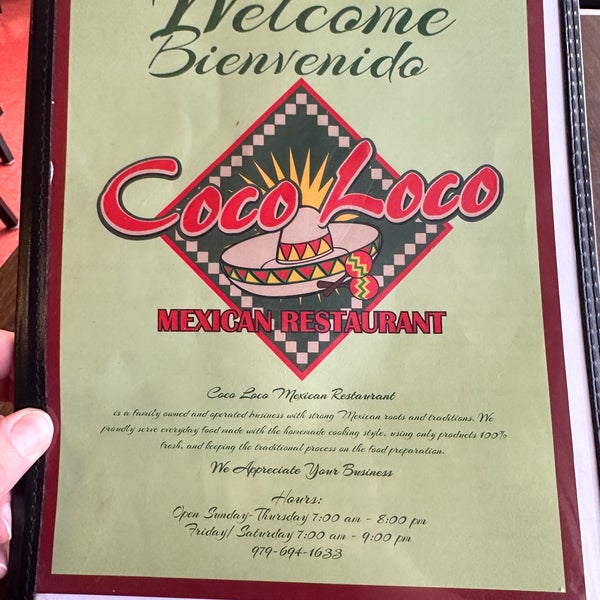 Welcome
Bienvenido
Coco Loco
MEXICAN RESTAURANT
Coco Loco Mexican Restaurant
is a family owned and operated business with strong Mexican roots and traditions. We
proudly serve everyday food made with the homemade cooking style, using only products 100%
fresh, and keeping the traditional process on the food preparation.
We Appreciate Your Business
Hours:
Open Sunday-Thursday 7:00 am - 8:00 pm
Friday/ Saturday 7:00 am - 9:00 pm
979-694-1633